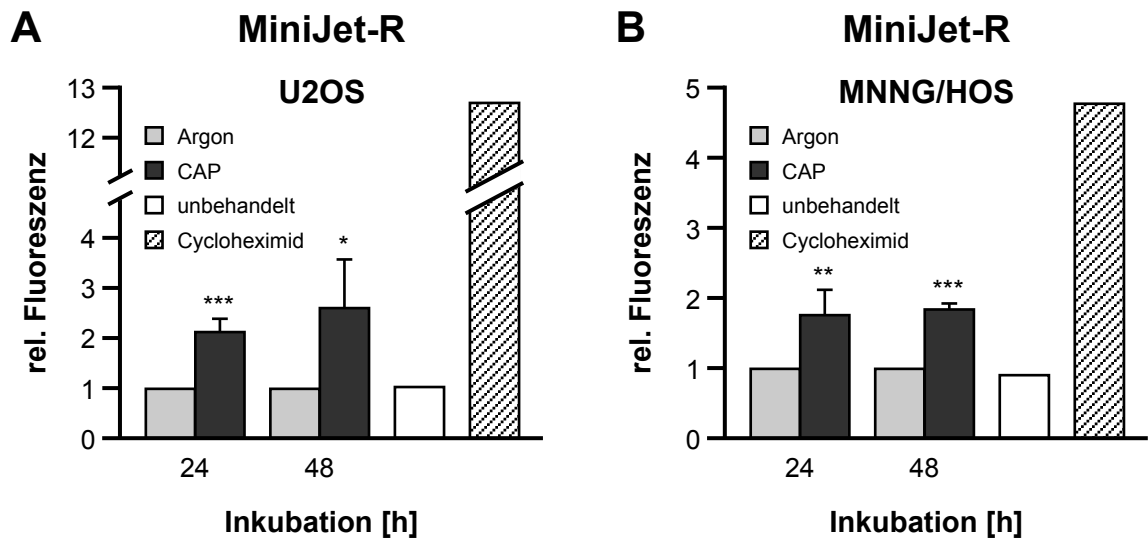 A
MiniJet-R
U2OS
rel. Fluoreszenz
13
12
4
3
2
1
0
Argon
CAP
unbehandelt
Cycloheximid
***
*
24
48
Inkubation [h]
B
MiniJet-R
MNNG/HOS
rel. Fluoreszenz
5
4
3
2
1
0
Argon
CAP
unbehandelt
Cycloheximid
**
***
24
48
Inkubation [h]